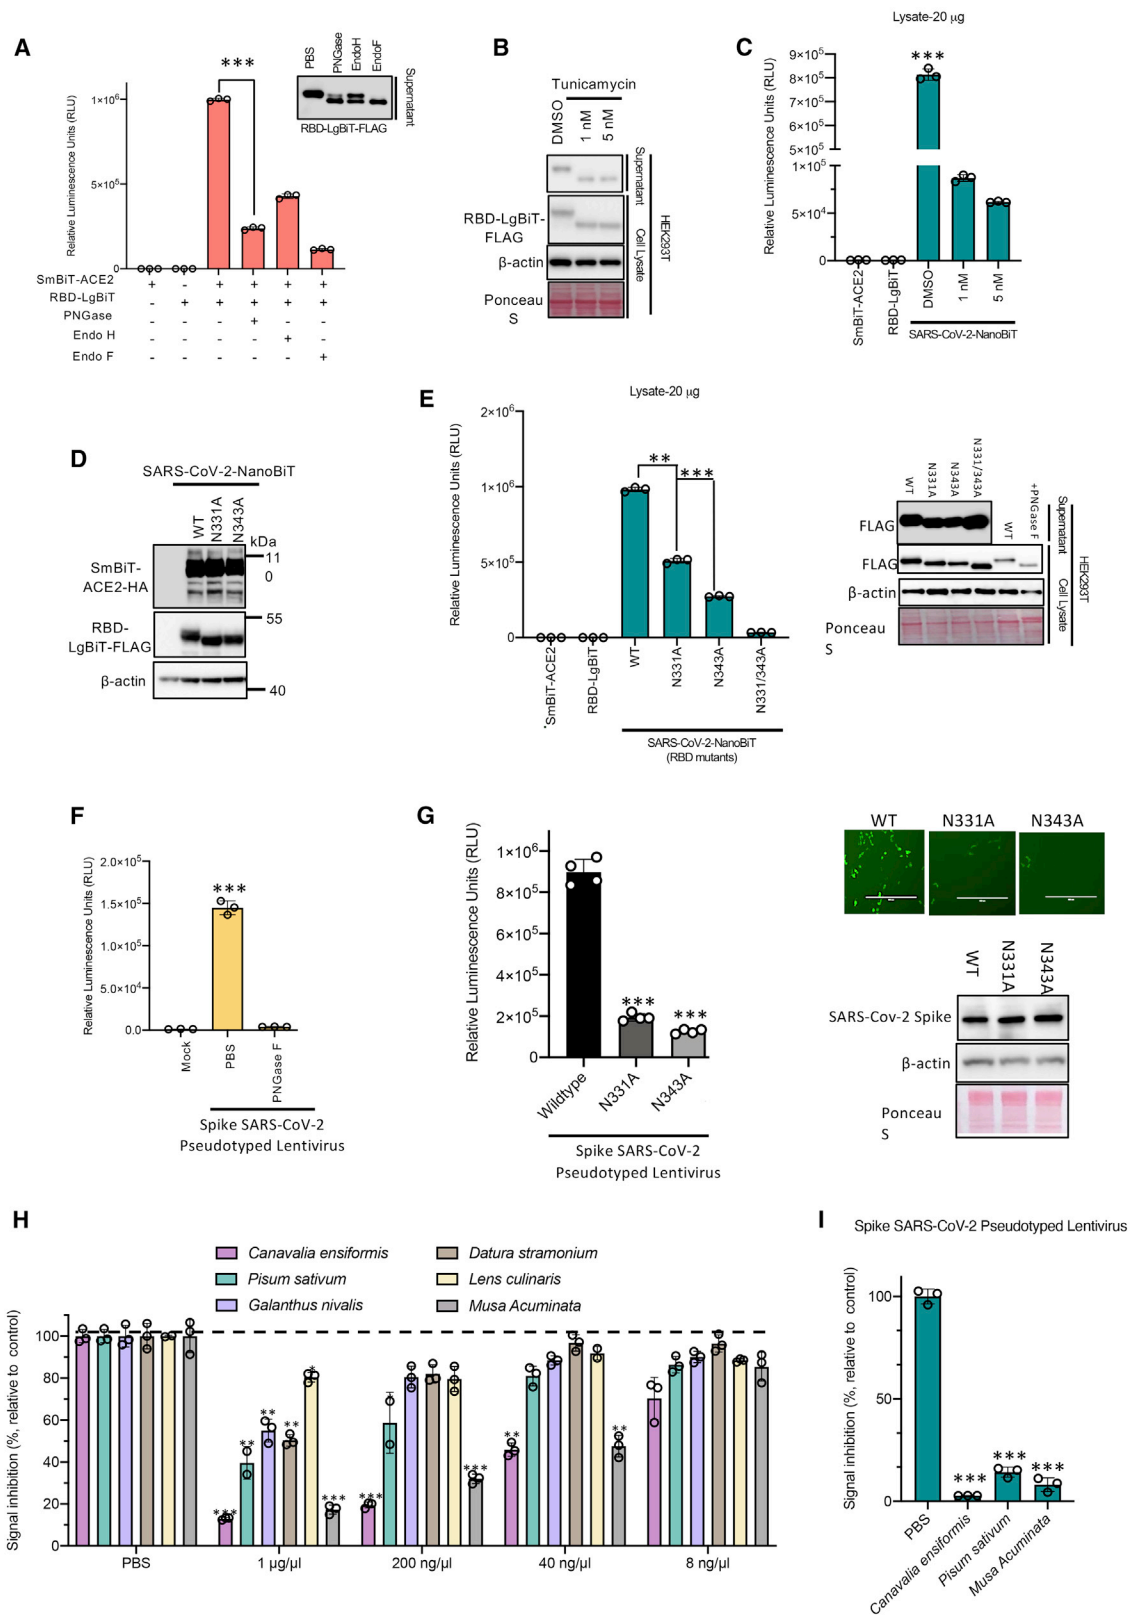 A
***
PBS
PNGase
EndoH
EndoF
Supernatant
RBD-LgBiT-FLAG
Relative Luminescence Units (RLU)
1×10⁶
5×10⁵
0
SmBiT-ACE2 + - + + + +
RBD-LgBiT - + + + + +
PNGase - - - + - -
Endo H - - - - + -
Endo F - - - - - +
B
Tunicamycin
DMSO
1 nM
5 nM
RBD-LgBiT-
FLAG
β-actin
Ponceau
S
Supernatant
Cell Lysate
HEK293T
C
Lysate-20 µg
Relative Luminescence Units (RLU)
9×10⁵
8×10⁵
7×10⁵
6×10⁵
5×10⁵
1×10⁵
5×10⁴
0
***
SmBiT-ACE2
RBD-LgBiT
DMSO
1 nM
5 nM
SARS-CoV-2-NanoBiT
D
SARS-CoV-2-NanoBiT
WT
N331A
N343A
kDa
SmBiT-
ACE2-HA
11
0
RBD-
LgBiT-FLAG
55
β-actin
40
E
Lysate-20 µg
Relative Luminescence Units (RLU)
2×10⁶
1×10⁶
5×10⁵
0
** ***
SmBiT-ACE2
RBD-LgBiT
WT
N331A
N343A
N331/343A
SARS-CoV-2-NanoBiT
(RBD mutants)
WT
N331A
N343A
N331/343A
WT
+PNGase F
FLAG
FLAG
β-actin
Ponceau
S
Supernatant
Cell Lysate
HEK293T
F
Relative Luminescence Units (RLU)
2.0×10⁵
1.5×10⁵
1.0×10⁵
5.0×10⁴
0.0
***
Mock
PBS
PNGase F
Spike SARS-CoV-2
Pseudotyped Lentivirus
G
Relative Luminescence Units (RLU)
1×10⁶
8×10⁵
6×10⁵
4×10⁵
2×10⁵
0
*** ***
Wildtype
N331A
N343A
Spike SARS-CoV-2
Pseudotyped Lentivirus
WT N331A N343A
WT
N331A
N343A
SARS-Cov-2 Spike
β-actin
Ponceau
S
H
Canavalia ensiformis
Pisum sativum
Galanthus nivalis
Datura stramonium
Lens culinaris
Musa Acuminata
Signal inhibition (%, relative to control)
100
80
60
40
20
0
*** ** ** ** * ***
*** ***
** **
PBS 1 µg/µl 200 ng/µl 40 ng/µl 8 ng/µl
I
Spike SARS-CoV-2 Pseudotyped Lentivirus
Signal inhibition (%, relative to control)
100
50
0
*** *** ***
PBS
Canavalia ensiformis
Pisum sativum
Musa Acuminata